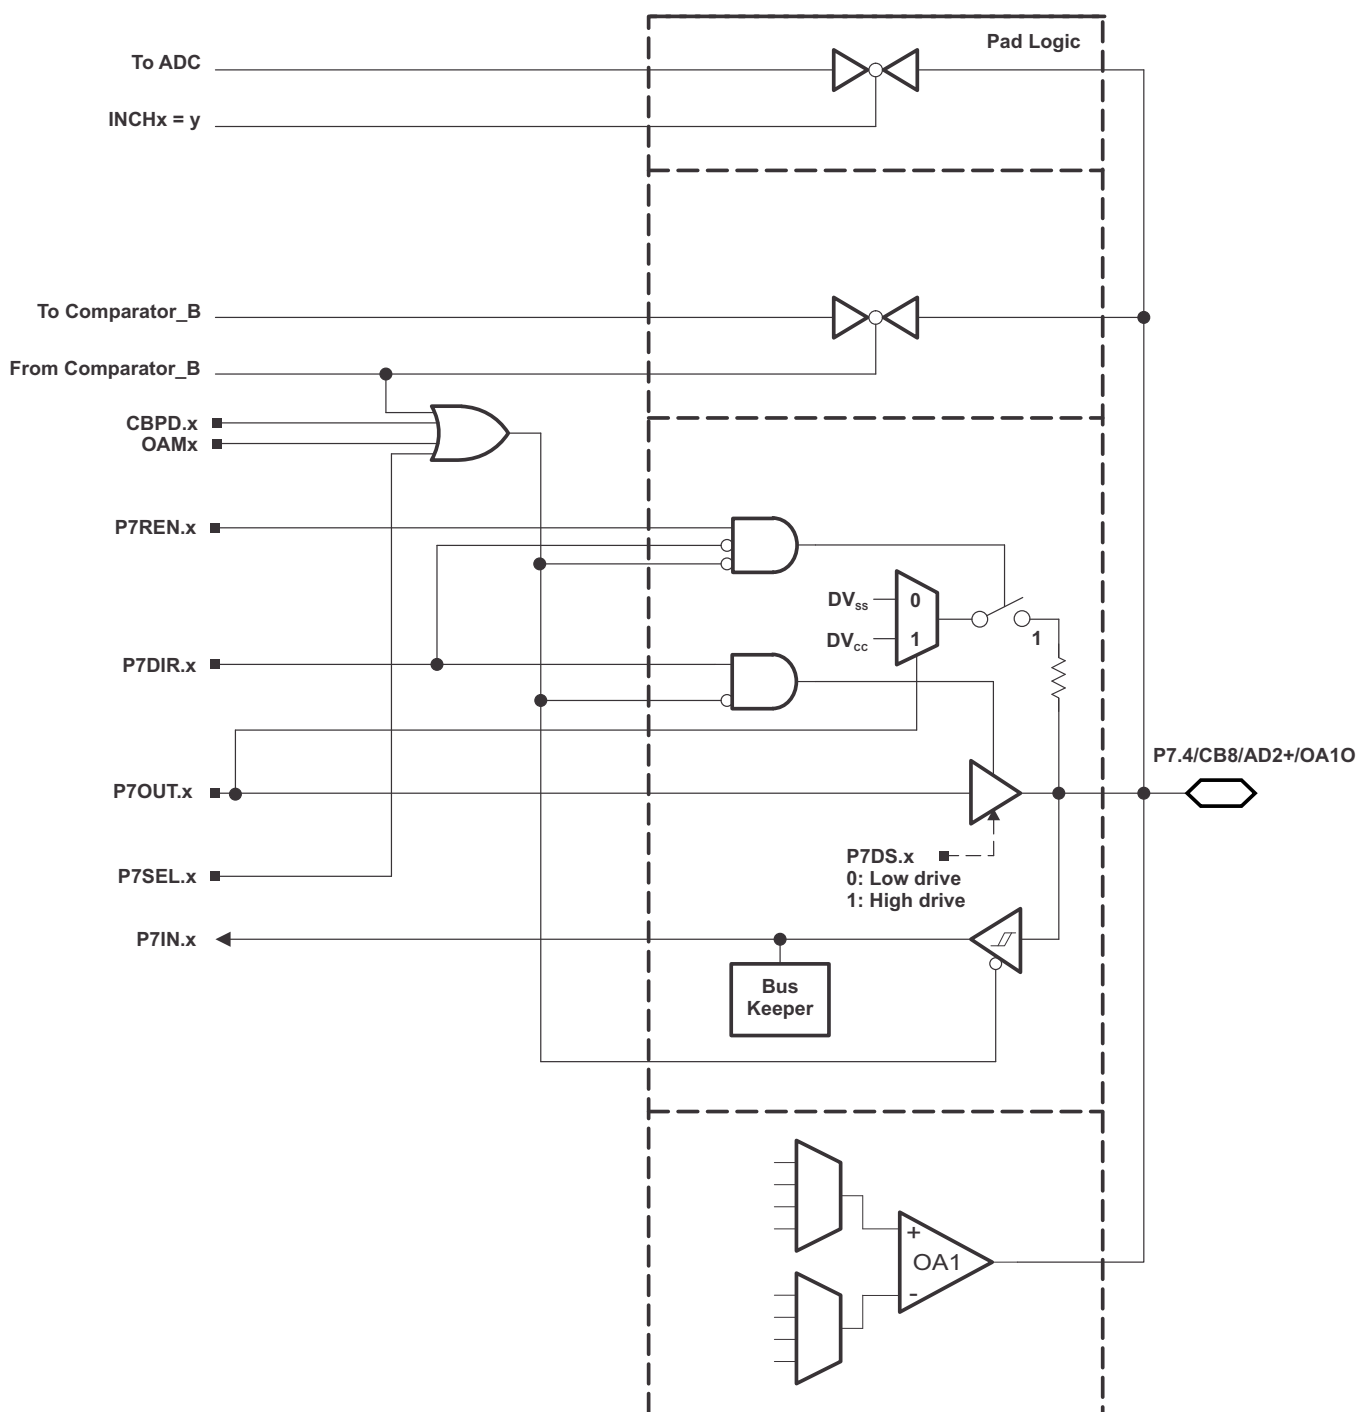 Pad Logic
To ADC
INCHx = y
To Comparator_B
From Comparator_B
CBPD.x
OAMx
P7REN.x
DVSS
0
DVCC
1
1
P7DIR.x
P7.4/CB8/AD2+/OA1O
P7OUT.x
P7DS.x
0: Low drive
1: High drive
P7SEL.x
P7IN.x
Bus
Keeper
+
OA1
-